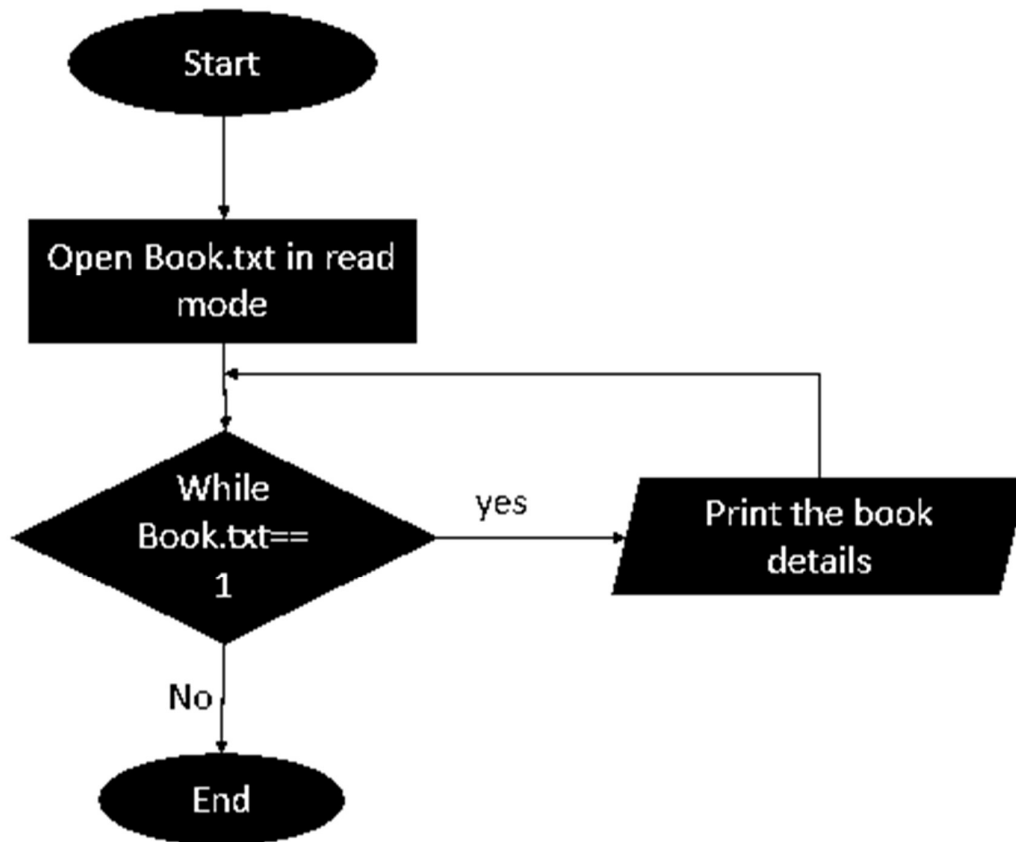 Start
Open Book.txt in read
mode
While
Book.txt==
1
yes
Print the book
details
No
End